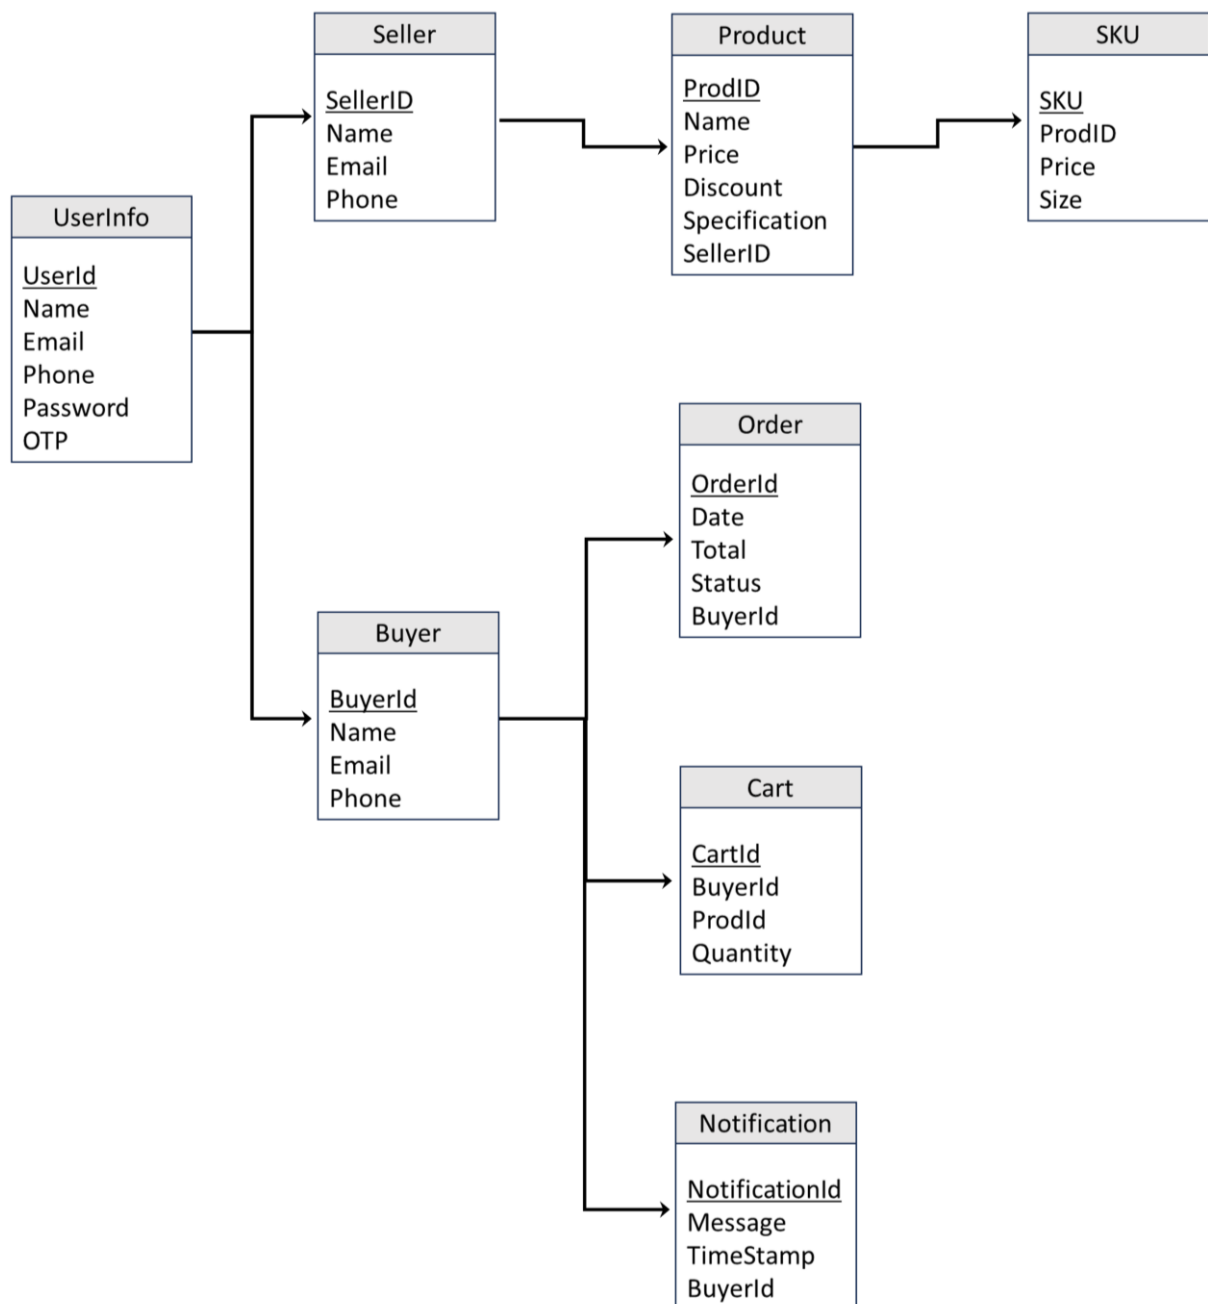 Seller
SellerID
Name
Email
Phone
Product
ProdID
Name
Price
Discount
Specification
SellerID
SKU
SKU
ProdID
Price
Size
UserInfo
UserId
Name
Email
Phone
Password
OTP
Order
OrderId
Date
Total
Status
BuyerId
Buyer
BuyerId
Name
Email
Phone
Cart
CartId
BuyerId
ProdId
Quantity
Notification
NotificationId
Message
TimeStamp
BuyerId